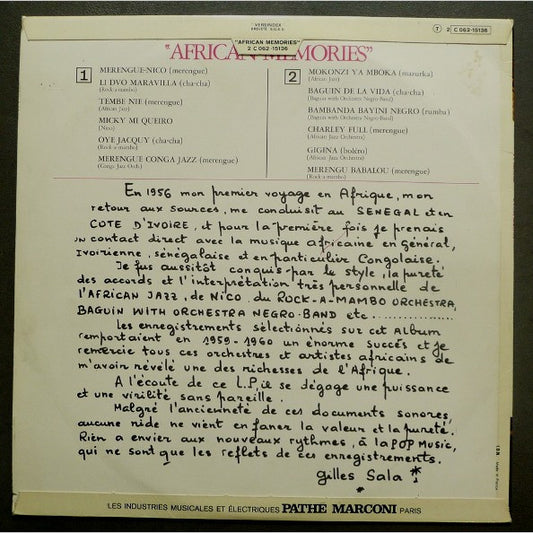 "AFRICAN MEMORIES"
2 C 062-15136
T 2 C 062-15136
"AFRICAN MEMORIES"
1
MERENGUE-NICO (merengue)
LI DVO MARAVILLA (cha-cha)
(Rock-a-mambo)
TEMBE NIE (merengue)
(African Jazz)
MICKY MI QUEIRO
(Nico)
OYE JACQUY (cha-cha)
(Rock-a-mambo)
MERENGUE CONGA JAZZ (merengue)
(Conga Jazz Orch.)
2
MOKONZI YA MBOKA (mazurka)
(African Jazz)
BAGUIN DE LA VIDA (cha-cha)
(Baguin with Orchestra Negro-Band)
BAMBANDA BAYINI NEGRO (rumba)
(Baguin with Orchestra Negro-Band)
CHARLEY FULL (merengue)
(African Jazz Orchestra)
GIGINA (boléro)
(African Jazz Orchestra)
MERENGU BABALOU (merengue)
(Rock-a-mambo)
En 1956 mon premier voyage en Afrique, mon
retour aux sources, me conduisit au SENEGAL et en
COTE D'IVOIRE, et pour la première fois je prenais
un contact direct avec la musique africaine en général,
Ivoirienne, sénégalaise et en particulier Congolaise.
Je fus aussitôt conquis par le style, la pureté
des accords et l'interprétation très personnelle de
l'AFRICAN JAZZ, de NICO, du ROCK-A-MAMBO ORCHESTRA,
BAGUIN WITH ORCHESTRA NEGRO-BAND etc ............
Les enregistrements sélectionnés sur cet Album
remportaient en 1959-1960 un énorme succés et je
remercie tous ces orchestres et artistes africains de
m'avoir révélé une des richesses de l'Afrique.
A l'écoute de ce L.P. il se dégage une puissance
et une virilité sans pareille.
Malgré l'ancienneté de ces documents sonores,
aucune ride ne vient en faner la valeur et la pureté.
Rien a envier aux nouveaux rythmes, à la POP MUSIC,
qui ne sont que les reflets de ces enregistrements.
Gilles Sala
LES INDUSTRIES MUSICALES ET ÉLECTRIQUES PATHE MARCONI PARIS